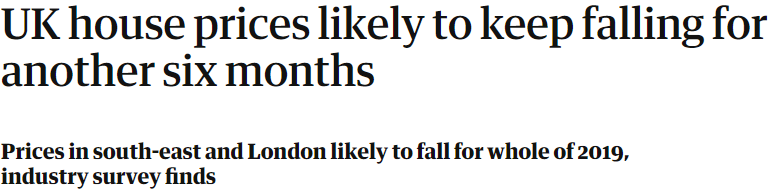 UK house prices likely to keep falling for
another six months
Prices in south-east and London likely to fall for whole of 2019,
industry survey finds